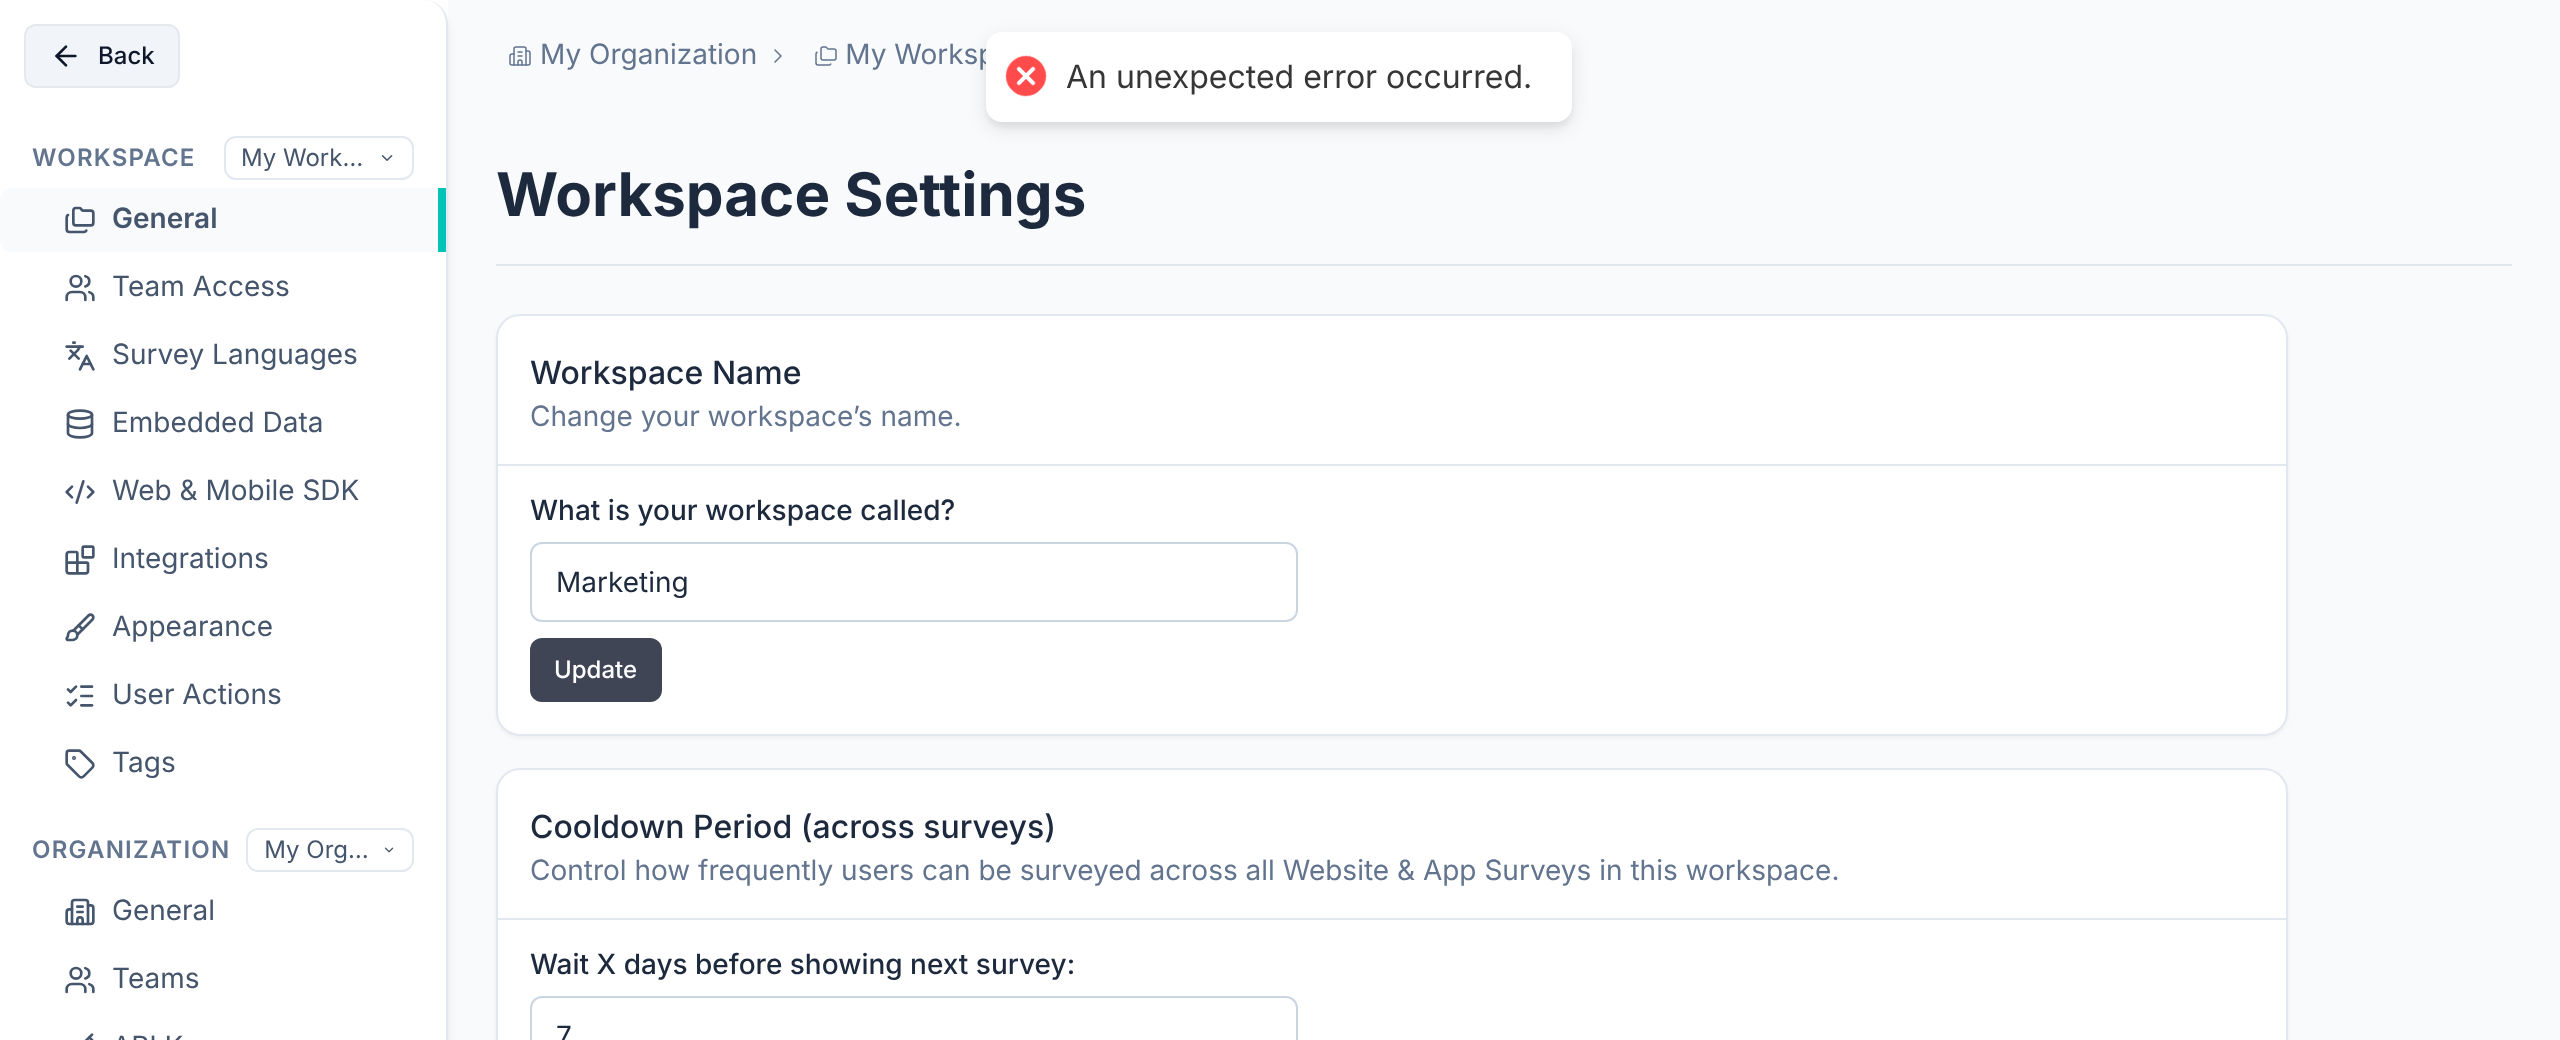 Back
WORKSPACE My Work...
General
Team Access
Survey Languages
Embedded Data
Web & Mobile SDK
Integrations
Appearance
User Actions
Tags
ORGANIZATION My Org...
General
Teams
My Organization > My Worksp
An unexpected error occurred.
Workspace Settings
Workspace Name
Change your workspace’s name.
What is your workspace called?
Marketing
Update
Cooldown Period (across surveys)
Control how frequently users can be surveyed across all Website & App Surveys in this workspace.
Wait X days before showing next survey:
7